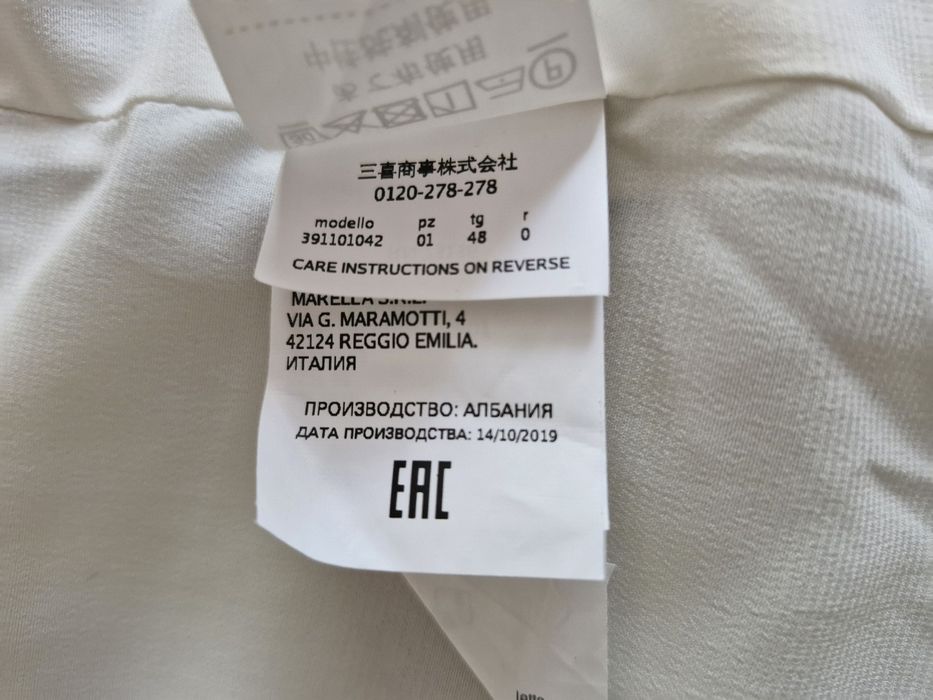 三喜商事株式会社
0120-278-278
modello pz tg r
391101042 01 48 0
CARE INSTRUCTIONS ON REVERSE
MARELLA S.R.L.
VIA G. MARAMOTTI, 4
42124 REGGIO EMILIA.
ИТАЛИЯ
ПРОИЗВОДСТВО: АЛБАНИЯ
ДАТА ПРОИЗВОДСТВА: 14/10/2019
EAC